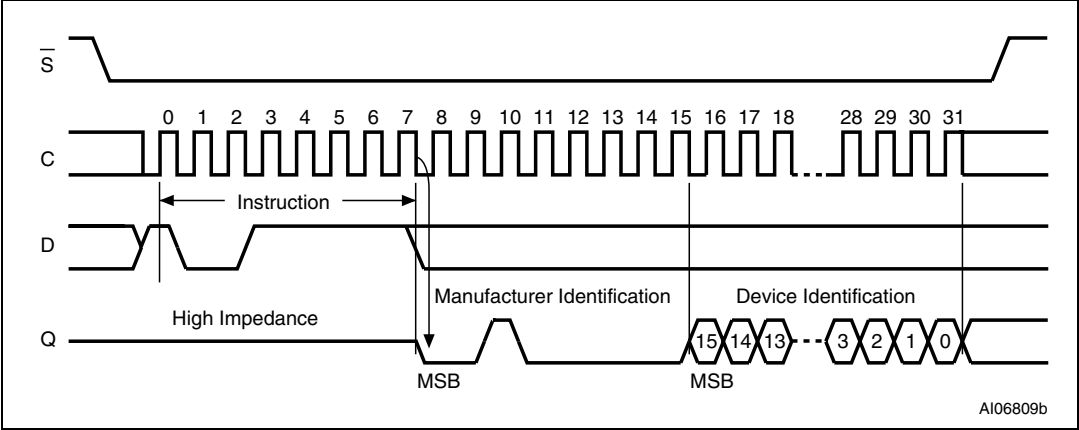 S
0 1 2 3 4 5 6 7 8 9 10 11 12 13 14 15 16 17 18 28 29 30 31
C
Instruction
D
Manufacturer Identification Device Identification
High Impedance
Q 15 14 13 3 2 1 0
MSB MSB
AI06809b